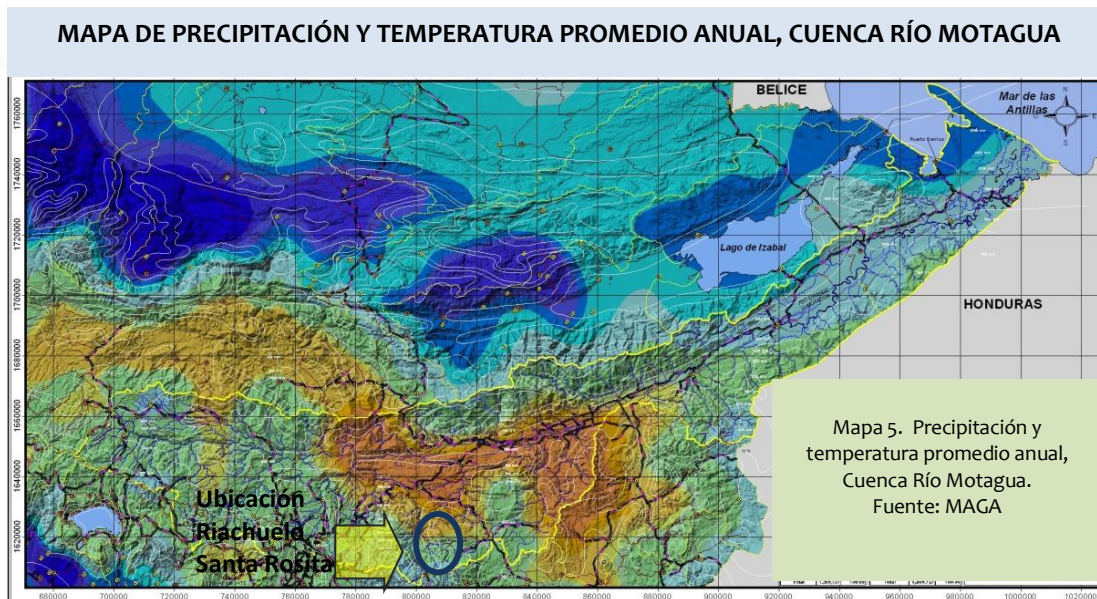 MAPA DE PRECIPITACIÓN Y TEMPERATURA PROMEDIO ANUAL, CUENCA RÍO MOTAGUA
BELICE
Mar de las
Antillas
N
E
S
Puerto Barrios
Lago de Izabal
HONDURAS
Mapa 5. Precipitación y
temperatura promedio anual,
Cuenca Río Motagua.
Fuente: MAGA
Ubicación
Riachuelo
Santa Rosita
1760000
1740000
1720000
1700000
1680000
1660000
1640000
1620000
680000 700000 720000 740000 760000 780000 800000 820000 840000 860000 880000 900000 920000 940000 960000 980000 1000000 1020000